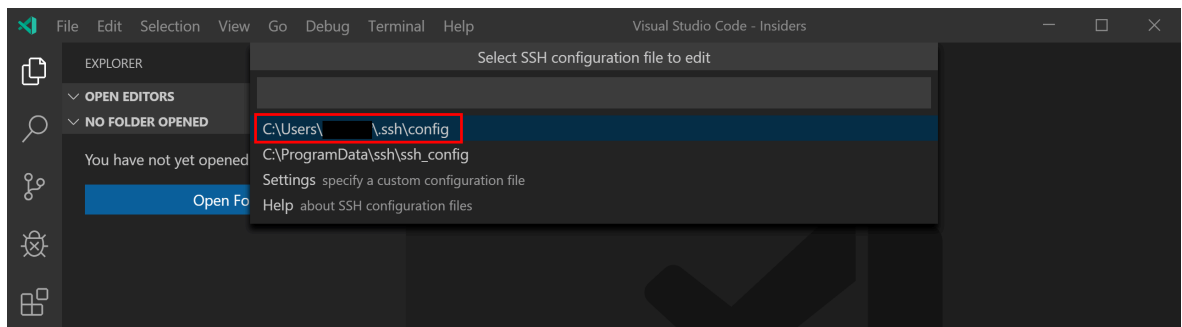 File Edit Selection View Go Debug Terminal Help Visual Studio Code - Insiders
Select SSH configuration file to edit
EXPLORER
OPEN EDITORS
NO FOLDER OPENED
C:\Users\ \.ssh\config
C:\ProgramData\ssh\ssh_config
You have not yet opened
Settings specify a custom configuration file
Open Fo
Help about SSH configuration files